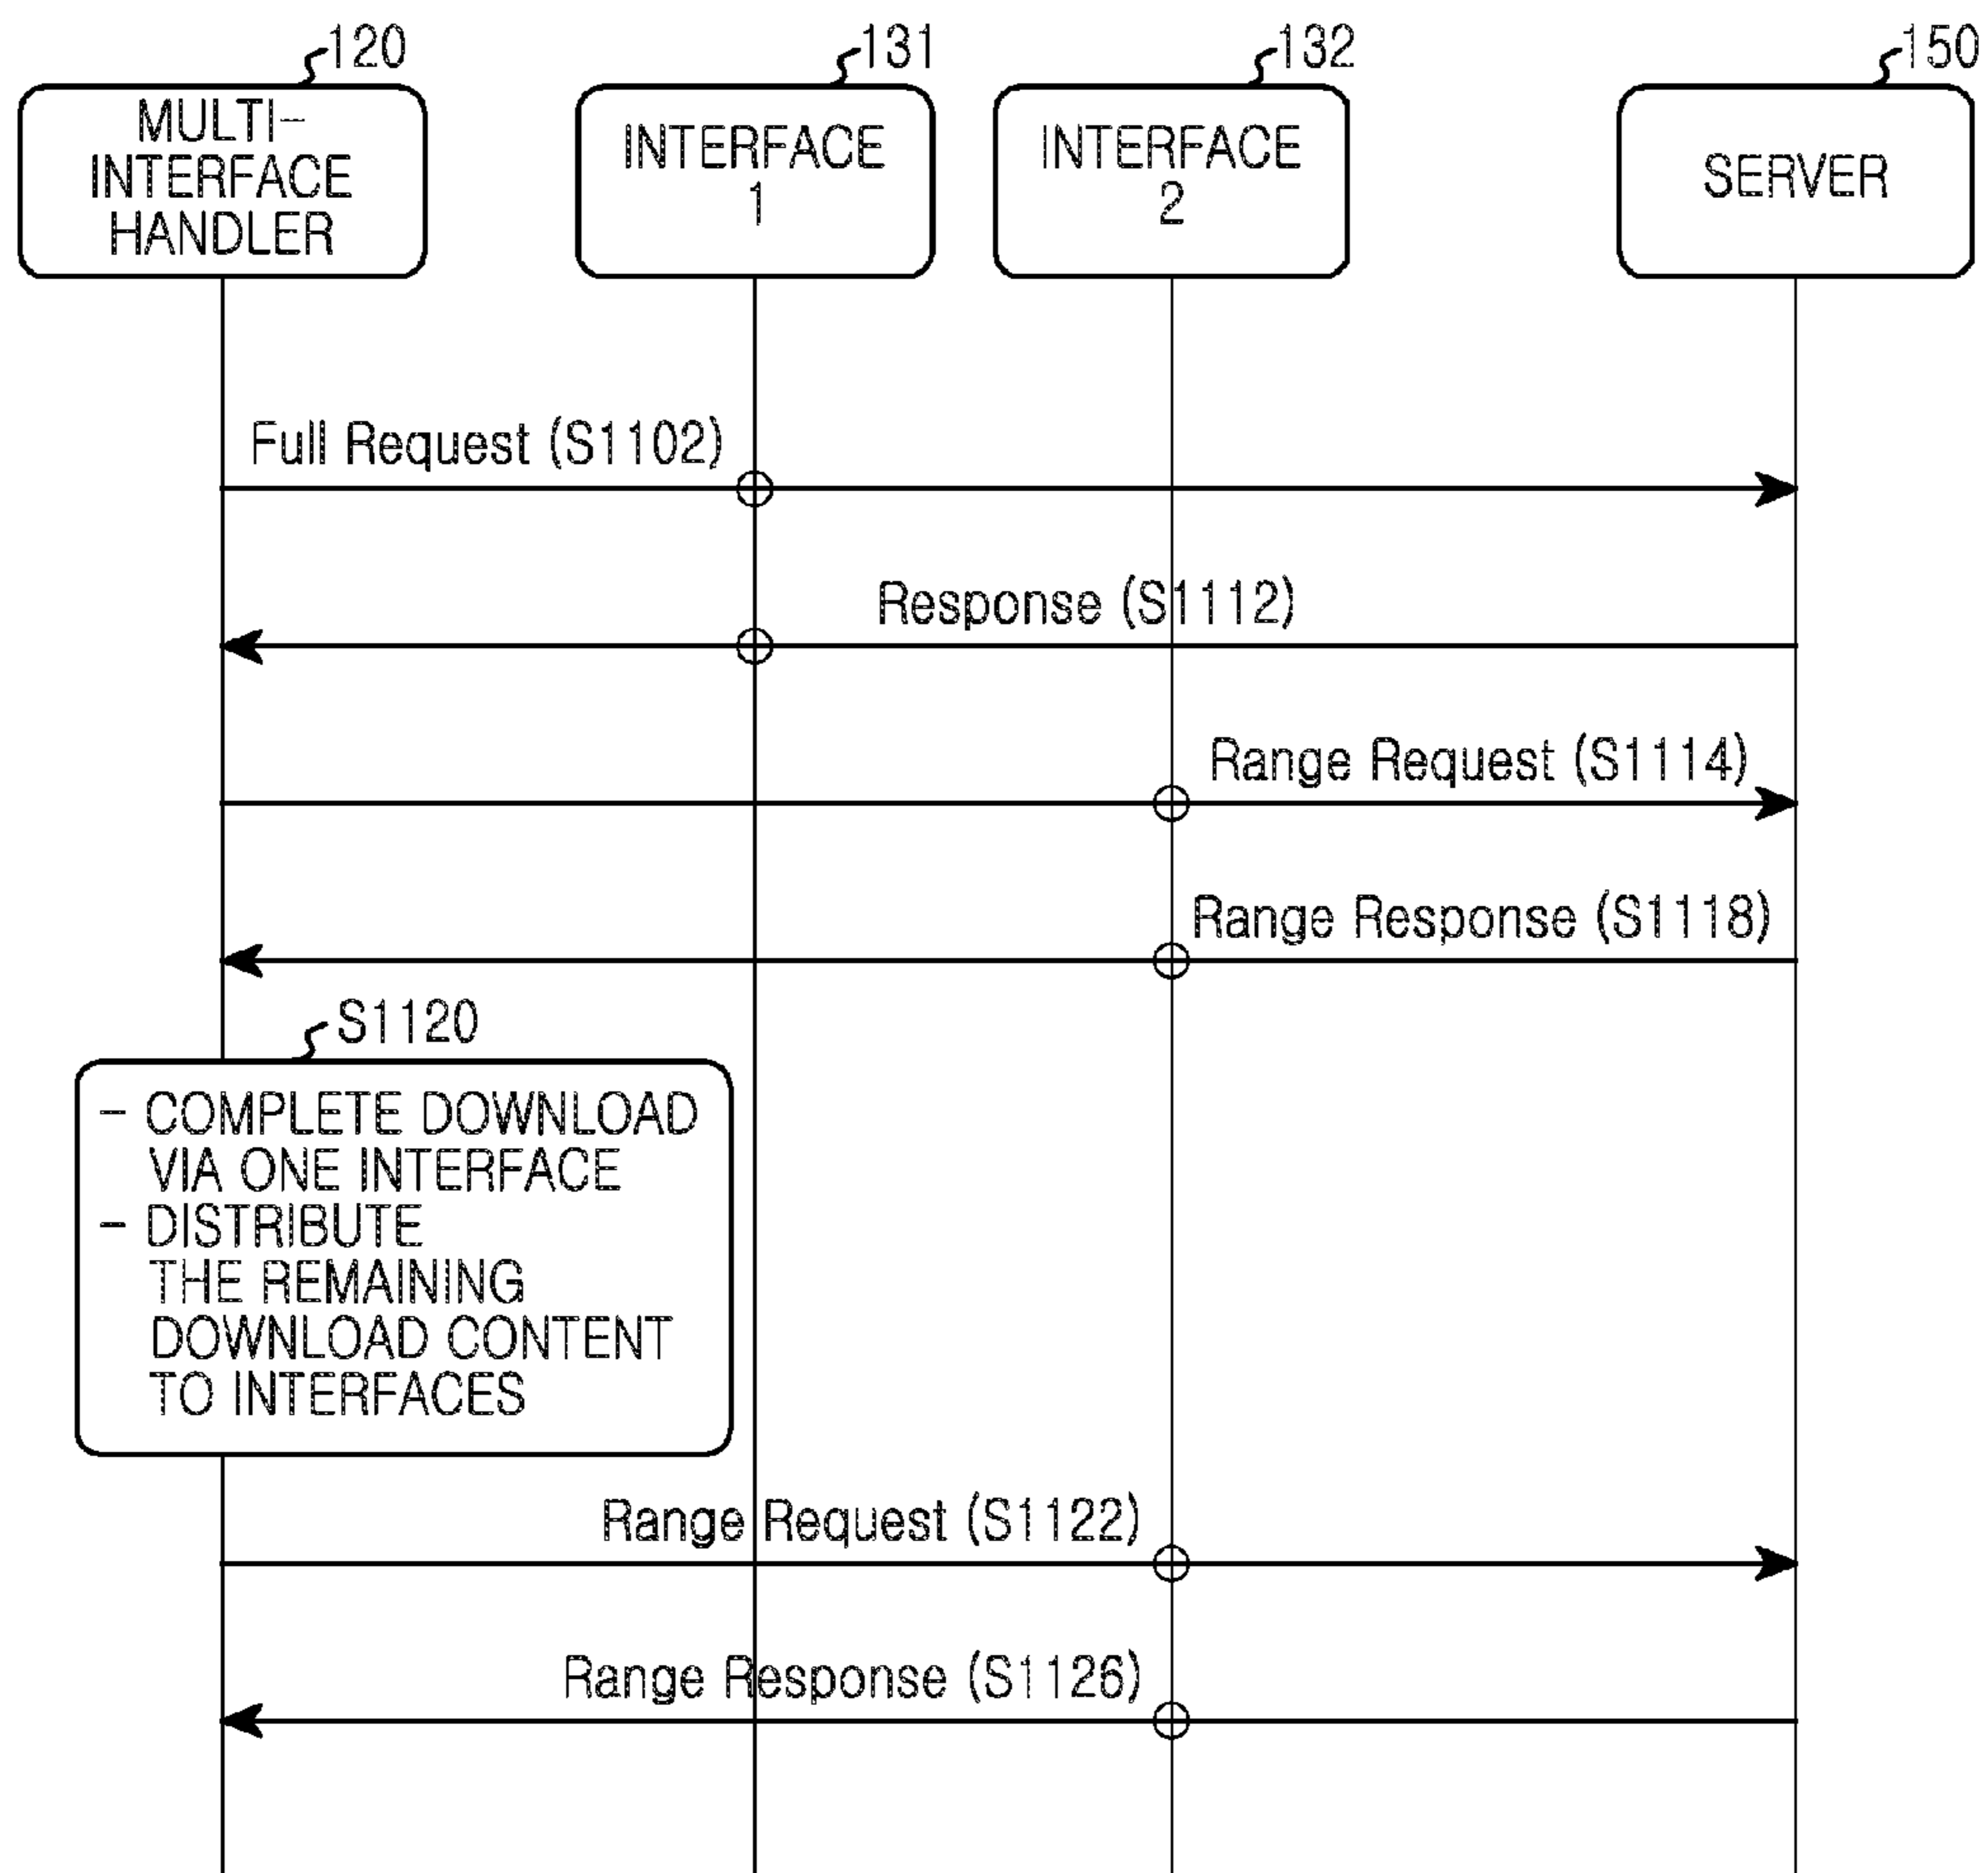 120
131
132
150
MULTI-
INTERFACE
HANDLER
INTERFACE
1
INTERFACE
2
SERVER
Full Request (S1102)
Response (S1112)
Range Request (S1114)
Range Response (S1118)
S1120
- COMPLETE DOWNLOAD
VIA ONE INTERFACE
- DISTRIBUTE
THE REMAINING
DOWNLOAD CONTENT
TO INTERFACES
Range Request (S1122)
Range Response (S1126)